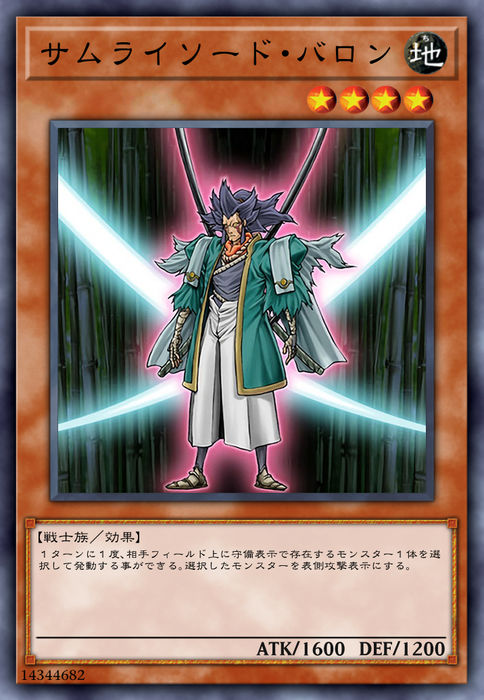 サムライソード・バロン
ち
地
【戦士族／効果】
１ターンに１度、相手フィールド上に守備表示で存在するモンスター１体を選
択して発動する事ができる。選択したモンスターを表側攻撃表示にする。
ATK/1600 DEF/1200
14344682